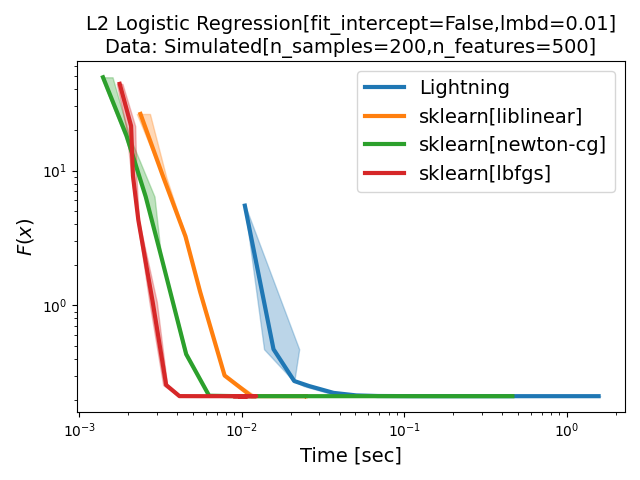 L2 Logistic Regression[fit_intercept=False,lmbd=0.01]
Data: Simulated[n_samples=200,n_features=500]
Lightning
sklearn[liblinear]
sklearn[newton-cg]
sklearn[lbfgs]
F(x)
10¹
10⁰
10⁻³
10⁻²
10⁻¹
10⁰
Time [sec]